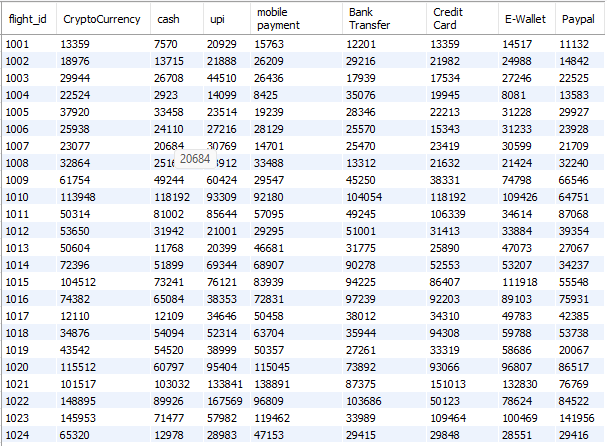 flight_id CryptoCurrency cash upi mobile payment Bank Transfer Credit Card E-Wallet Paypal
1001 13359 7570 20929 15763 12201 13359 14517 11132
1002 18976 13715 21888 26209 29216 21982 24988 14842
1003 29944 26708 44510 26436 17939 17534 27246 22525
1004 22524 2923 14099 8425 35076 19945 8081 13583
1005 37920 33458 23514 19239 28346 22213 31228 29927
1006 25938 24110 27216 28129 25570 15343 31233 23928
1007 23077 20684 30769 14701 25470 23419 30599 21709
20684
1008 32864 33488 13312 21632 21424 32240
1009 61754 49244 60424 29547 45250 38331 74798 66546
1010 113948 118192 93309 92180 104054 118192 109426 64751
1011 50314 81002 85644 57095 49245 106339 34614 87068
1012 53650 31942 21001 29295 51001 31413 33884 39354
1013 50604 11768 20399 46681 31775 25890 47073 27067
1014 72396 51899 69344 68907 90278 52553 53207 34237
1015 104512 73241 76121 83939 94225 86407 111918 55548
1016 74382 65084 38353 72831 97239 92203 89103 75931
1017 12110 12109 34646 50458 38012 34310 49783 42385
1018 34876 54094 52314 63704 35944 94308 59788 53738
1019 43542 54520 38999 50357 27261 33319 58686 20067
1020 115512 60797 95404 115045 73892 93066 96807 86517
1021 101517 103032 133841 138891 87375 151013 132830 76769
1022 148895 89926 167569 96809 103686 50123 78624 84522
1023 145953 71477 57982 119462 33989 109464 100469 141956
1024 65320 12978 28983 47153 29415 29848 28551 29416